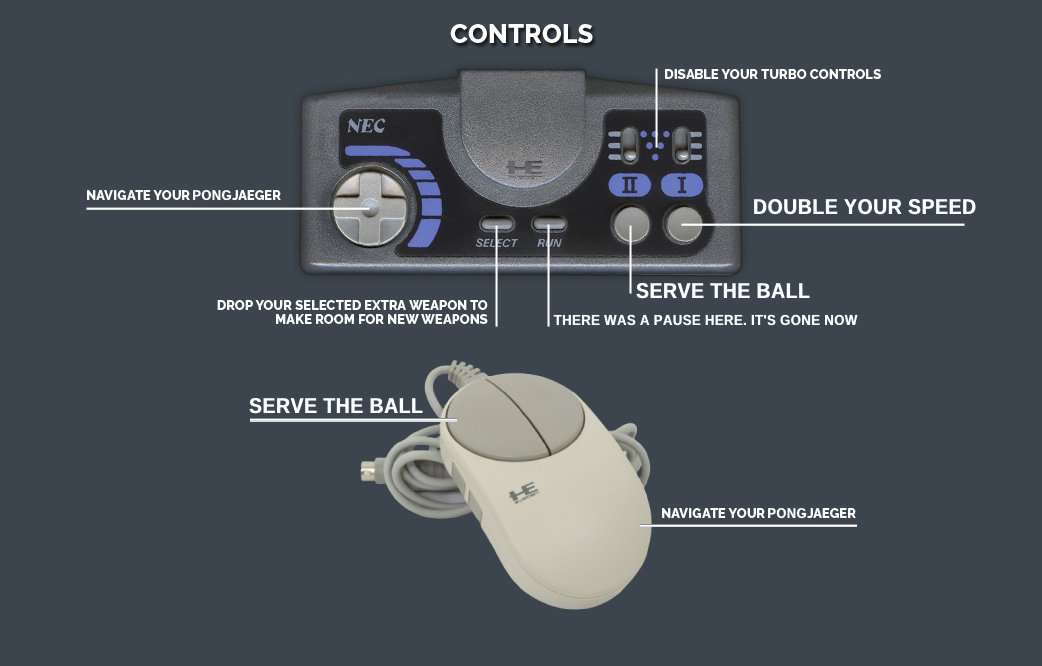 CONTROLS
DISABLE YOUR TURBO CONTROLS
NEC
HE
NAVIGATE YOUR PONGJAEGER
II I
DOUBLE YOUR SPEED
SELECT RUN
SERVE THE BALL
DROP YOUR SELECTED EXTRA WEAPON TO
MAKE ROOM FOR NEW WEAPONS
THERE WAS A PAUSE HERE. IT'S GONE NOW
SERVE THE BALL
HE
NAVIGATE YOUR PONGJAEGER